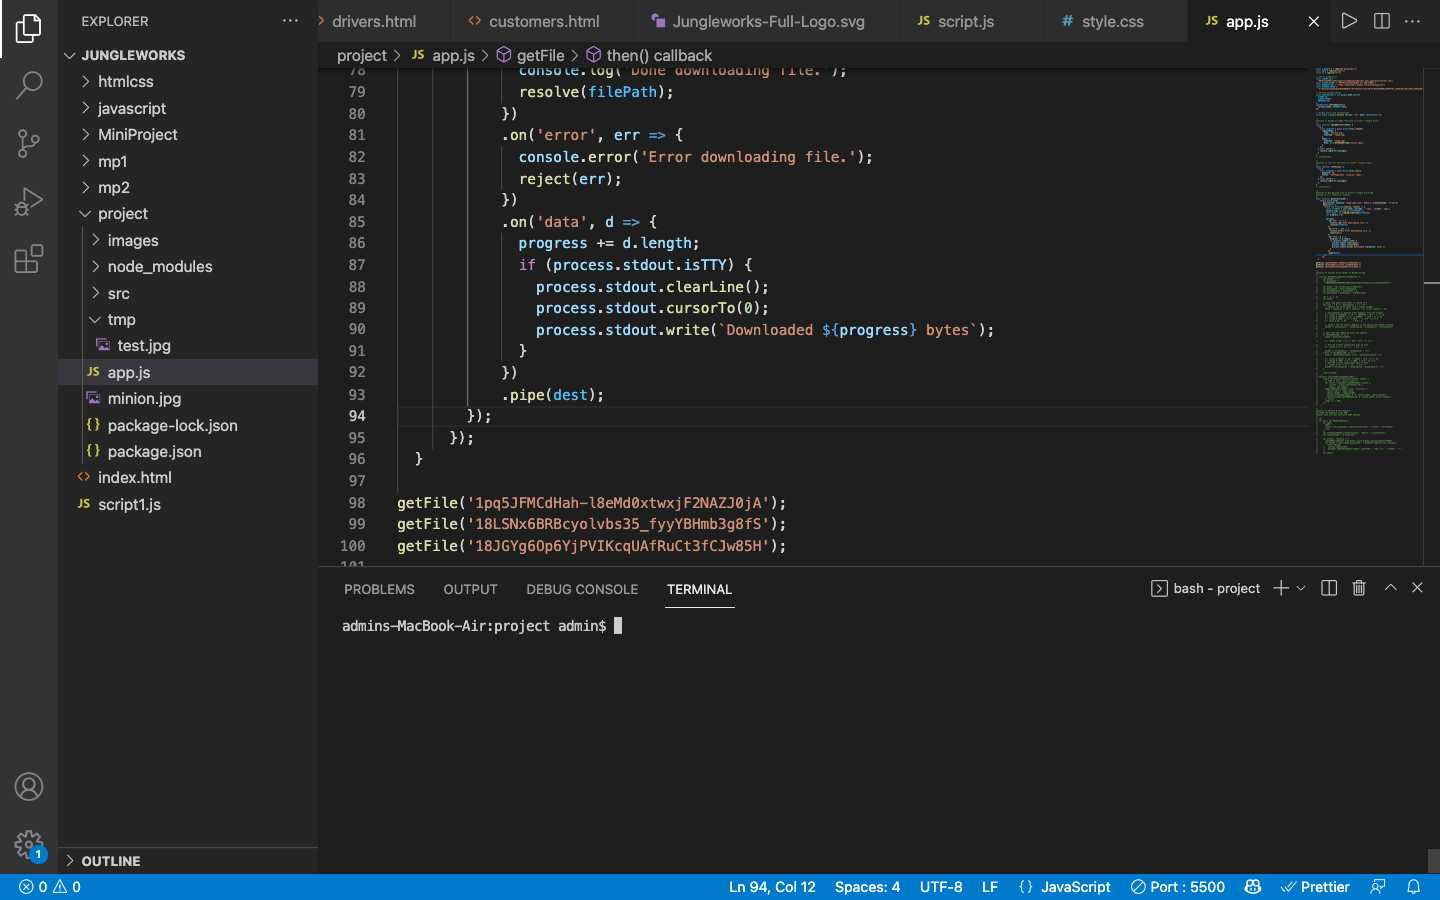 EXPLORER
JUNGLEWORKS
htmlcss
javascript
MiniProject
mp1
mp2
project
images
node_modules
src
tmp
test.jpg
JS app.js
minion.jpg
{} package-lock.json
{} package.json
<> index.html
JS script1.js
OUTLINE
1
drivers.html
<> customers.html
Jungleworks-Full-Logo.svg
JS script.js
# style.css
JS app.js
project > JS app.js > getFile > then() callback
78 console.log('Done downloading file.');
79 resolve(filePath);
80 })
81 .on('error', err => {
82 console.error('Error downloading file.');
83 reject(err);
84 })
85 .on('data', d => {
86 progress += d.length;
87 if (process.stdout.isTTY) {
88 process.stdout.clearLine();
89 process.stdout.cursorTo(0);
90 process.stdout.write(`Downloaded ${progress} bytes`);
91 }
92 })
93 .pipe(dest);
94 });
95 });
96 }
97
98 getFile('1pq5JFMCdHah-l8eMd0xtwxjF2NAZJ0jA');
99 getFile('18LSNx6BRBcyolvbs35_fyyYBHmb3g8fS');
100 getFile('18JGYg6Op6YjPVIKcqUAfRuCt3fCJw85H');
101
PROBLEMS OUTPUT DEBUG CONSOLE TERMINAL
bash - project
admins-MacBook-Air:project admin$
0 0
Ln 94, Col 12 Spaces: 4 UTF-8 LF {} JavaScript Port : 5500 Prettier